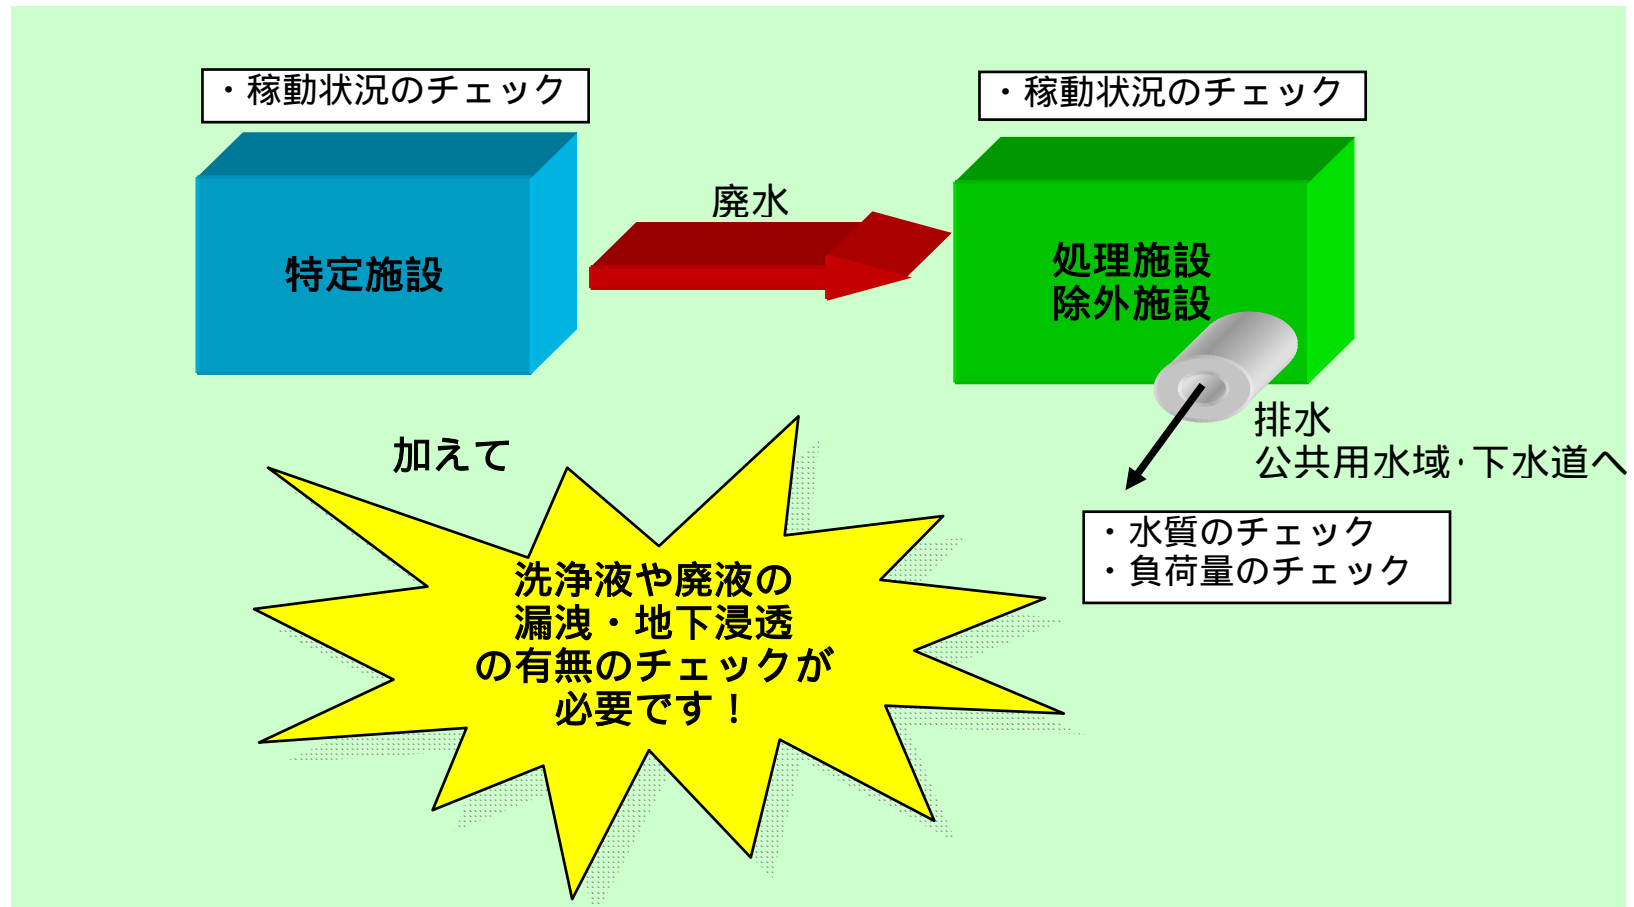 ・稼動状況のチェック
・稼動状況のチェック
廃水
特定施設
処理施設
除外施設
排水
公共用水域・下水道へ
加えて
・水質のチェック
・負荷量のチェック
洗浄液や廃液の
漏洩・地下浸透
の有無のチェックが
必要です！